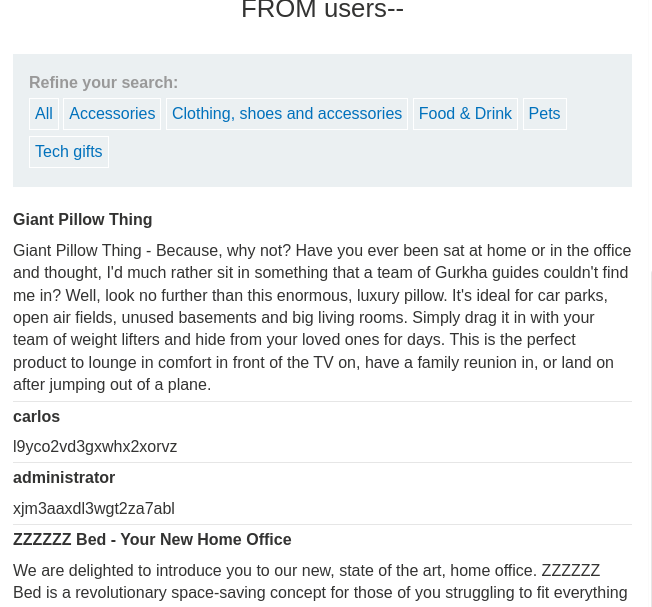 FROM users--
Refine your search:
All Accessories Clothing, shoes and accessories Food & Drink Pets
Tech gifts
Giant Pillow Thing
Giant Pillow Thing - Because, why not? Have you ever been sat at home or in the office
and thought, I'd much rather sit in something that a team of Gurkha guides couldn't find
me in? Well, look no further than this enormous, luxury pillow. It's ideal for car parks,
open air fields, unused basements and big living rooms. Simply drag it in with your
team of weight lifters and hide from your loved ones for days. This is the perfect
product to lounge in comfort in front of the TV on, have a family reunion in, or land on
after jumping out of a plane.
carlos
l9yco2vd3gxwhx2xorvz
administrator
xjm3aaxdl3wgt2za7abl
ZZZZZZ Bed - Your New Home Office
We are delighted to introduce you to our new, state of the art, home office. ZZZZZZ
Bed is a revolutionary space-saving concept for those of you struggling to fit everything